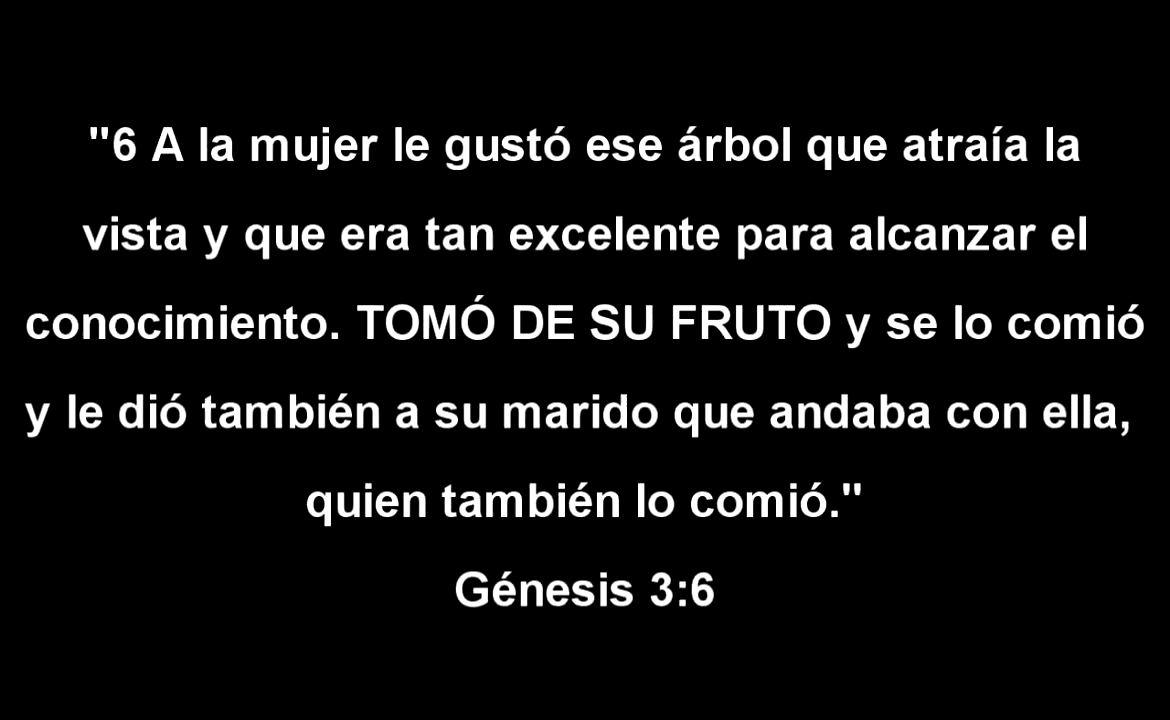 "6 A la mujer le gustó ese árbol que atraía la
vista y que era tan excelente para alcanzar el
conocimiento. TOMÓ DE SU FRUTO y se lo comió
y le dió también a su marido que andaba con ella,
quien también lo comió."
Génesis 3:6